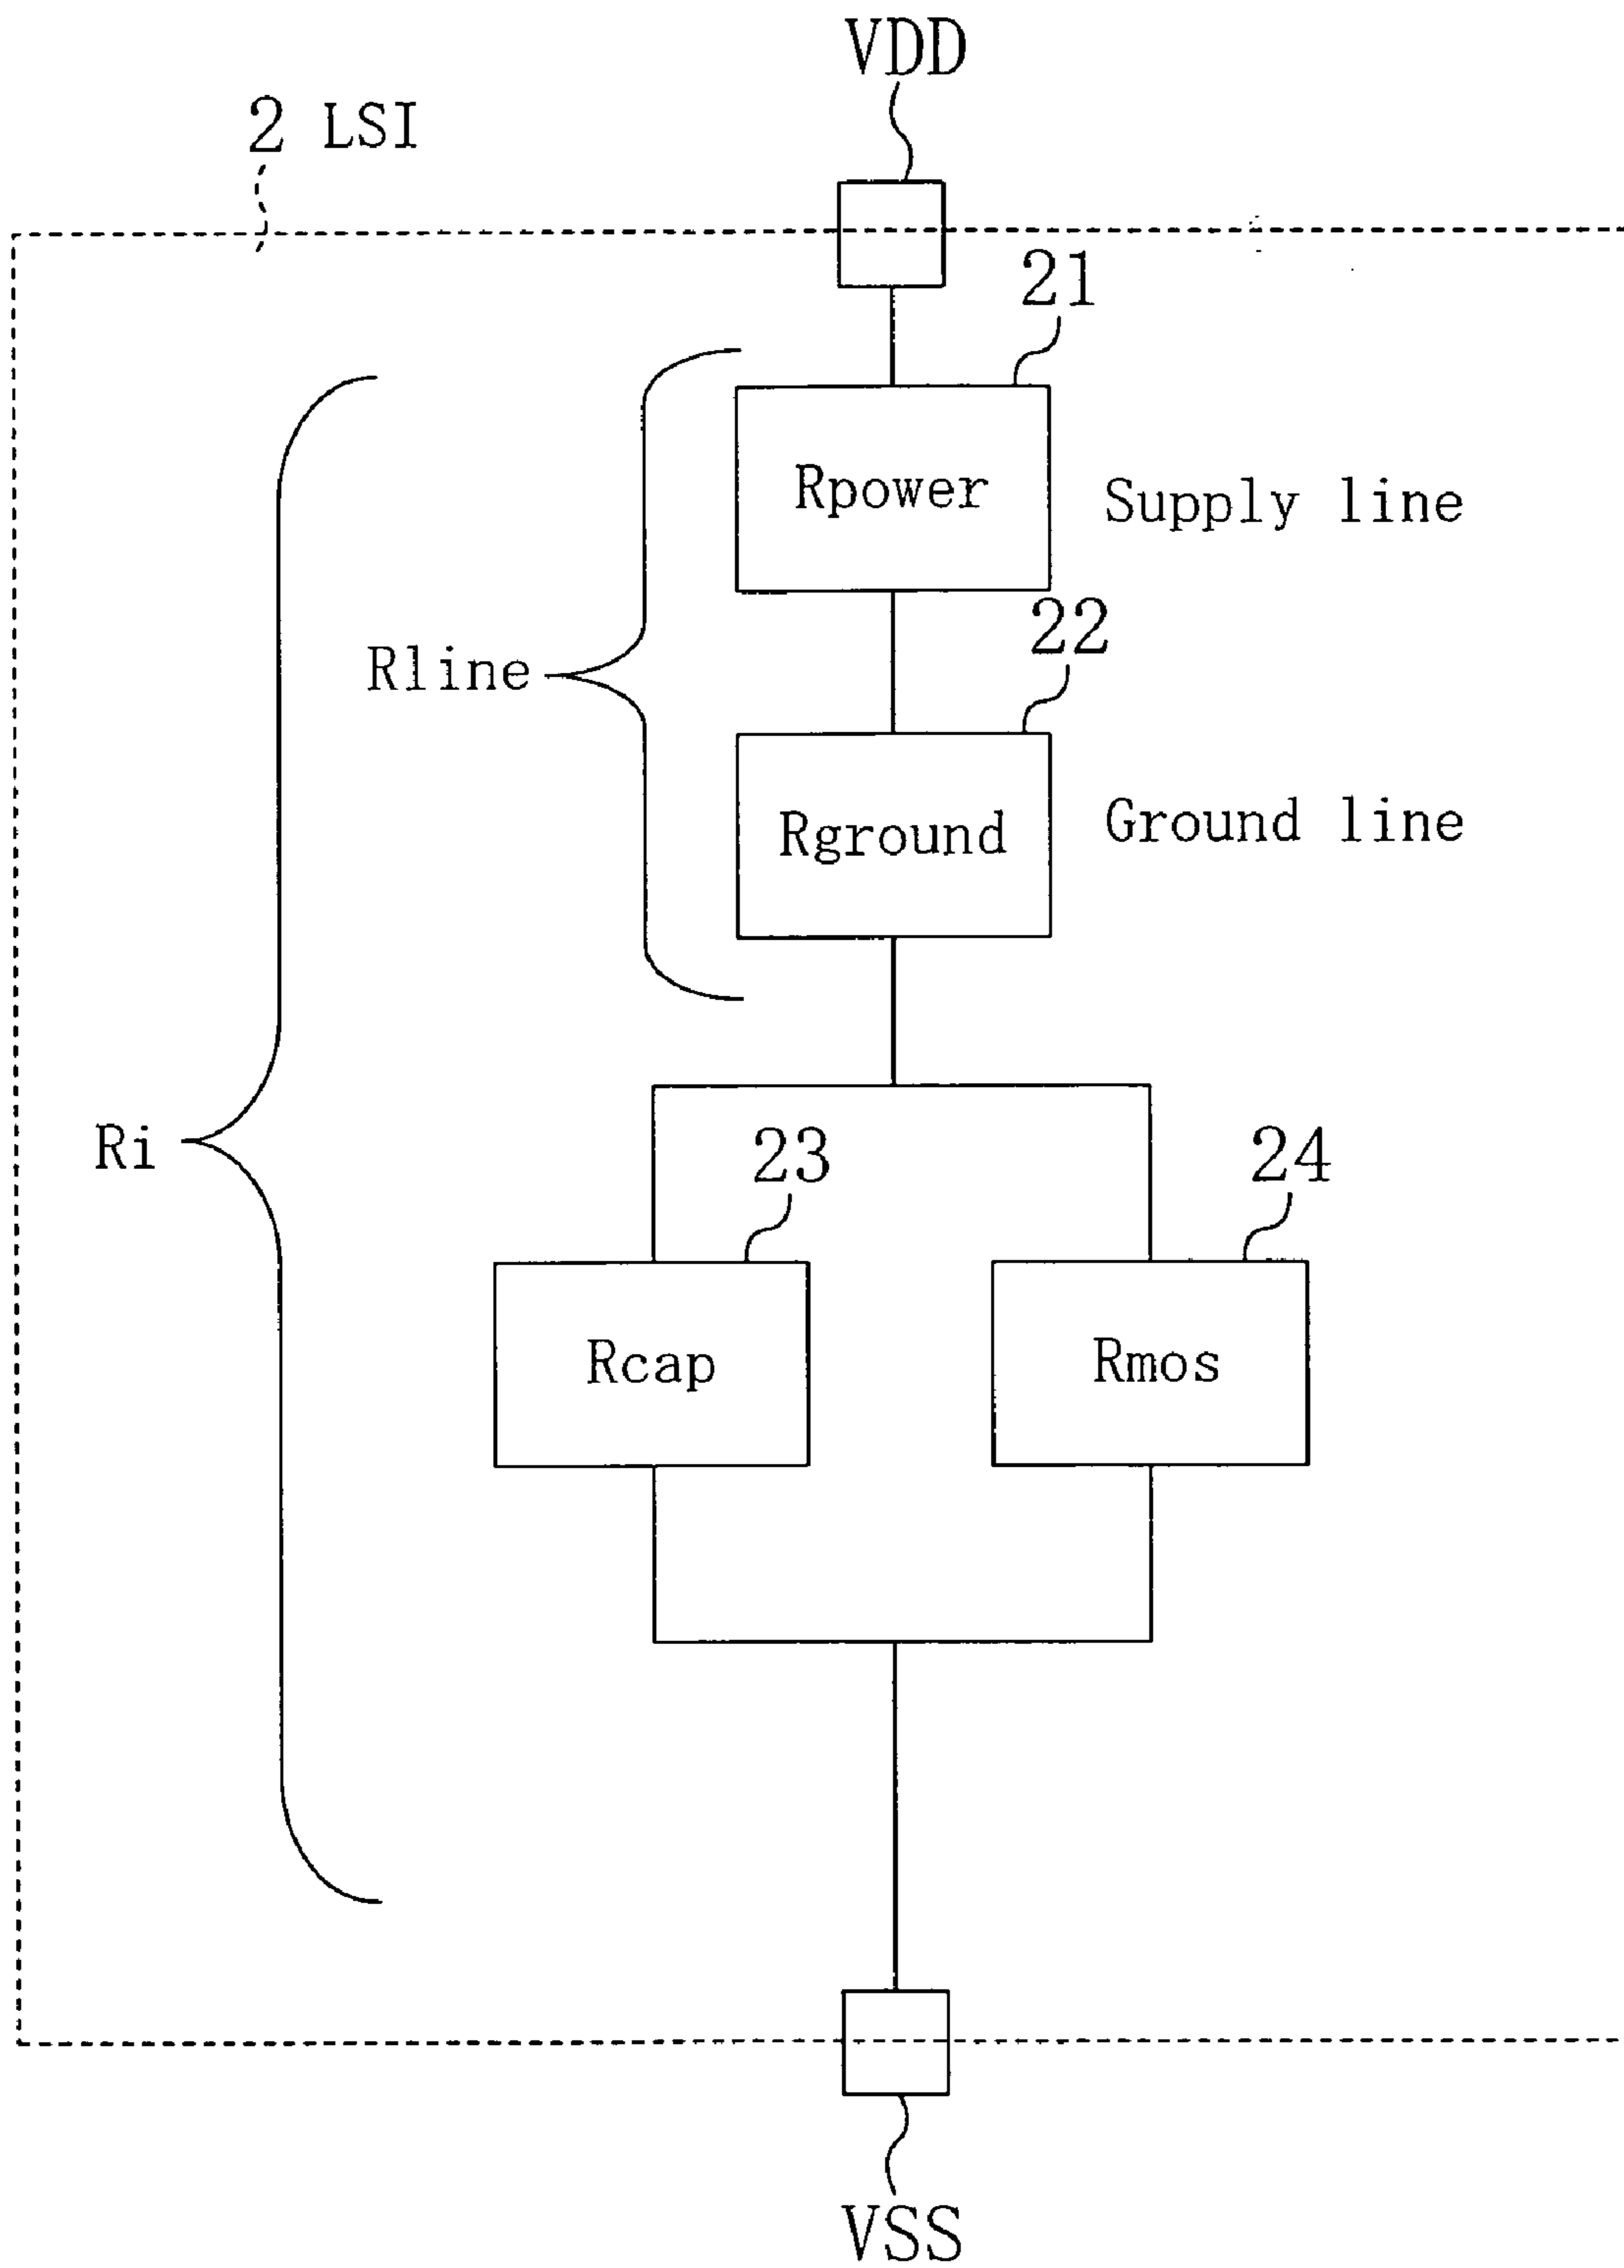 VDD
2 LSI
21
Rpower
Supply line
22
Rline
Rground
Ground line
Ri
23
24
Rcap
Rmos
VSS